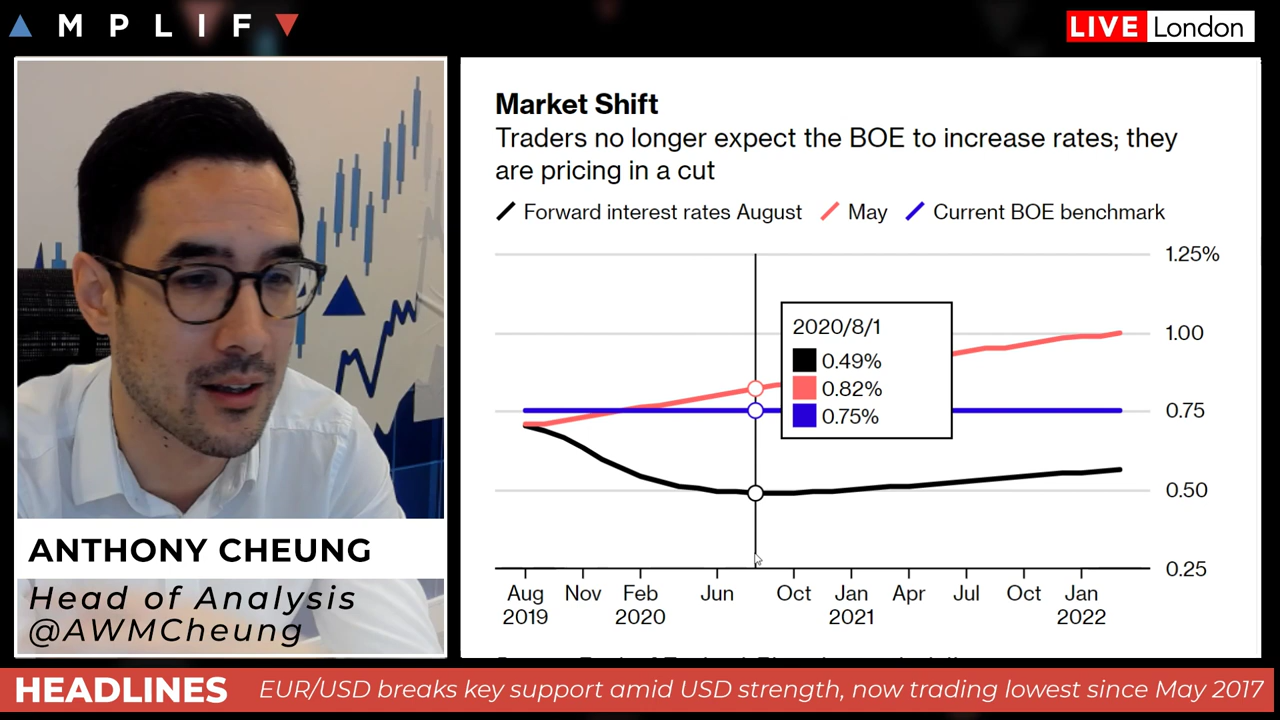 MPLIF
LIVE London
Market Shift
Traders no longer expect the BOE to increase rates; they
are pricing in a cut
Forward interest rates August May Current BOE benchmark
1.25%
1.00
0.75
0.50
0.25
2020/8/1
0.49%
0.82%
0.75%
Aug Nov Feb Jun Oct Jan Apr Jul Oct Jan
2019 2020 2021 2022
ANTHONY CHEUNG
Head of Analysis
@AWMCheung
HEADLINES EUR/USD breaks key support amid USD strength, now trading lowest since May 2017